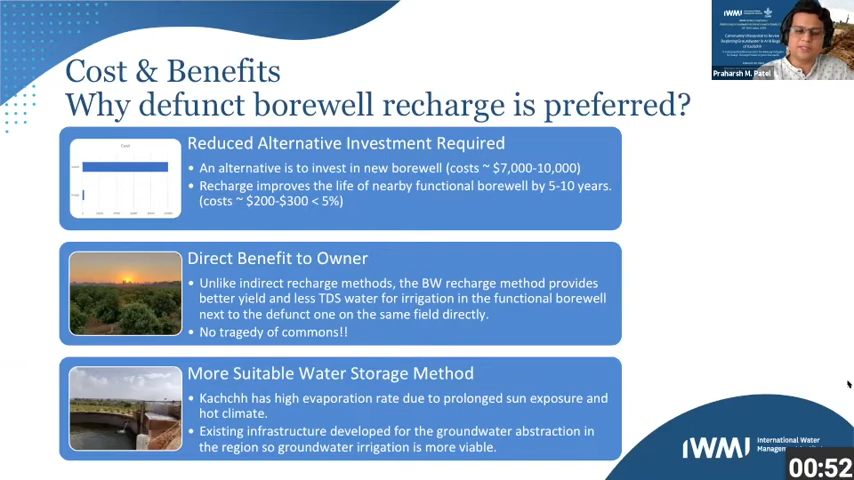 Cost & Benefits
Why defunct borewell recharge is preferred?
Reduced Alternative Investment Required
• An alternative is to invest in new borewell (costs ~ $7,000-10,000)
• Recharge improves the life of nearby functional borewell by 5-10 years.
(costs ~ $200-$300 < 5%)
Cost
Direct Benefit to Owner
• Unlike indirect recharge methods, the BW recharge method provides
better yield and less TDS water for irrigation in the functional borewell
next to the defunct one on the same field directly.
• No tragedy of commons!!
More Suitable Water Storage Method
• Kachchh has high evaporation rate due to prolonged sun exposure and
hot climate.
• Existing infrastructure developed for the groundwater abstraction in
the region so groundwater irrigation is more viable.
IWMI
Praharsh M. Patel
IWMI
International Water
00:52